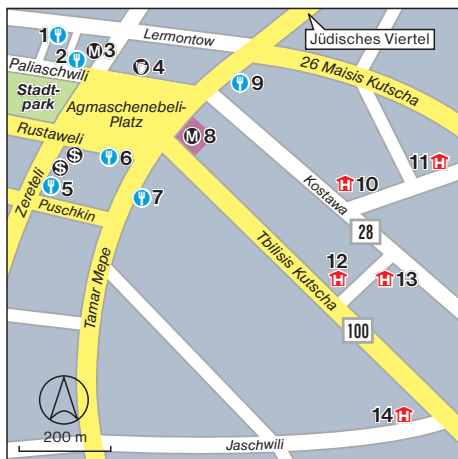 Jüdisches Viertel
Lermontow
1
2
M 3
4
Paliaschwili
Stadt-
park
Agmaschenebeli-
Platz
9
26 Maisis Kutscha
Rustaweli
M 8
6
$
$
5
7
Zereteli
Puschkin
11
H
10
H
Kostawa
28
12
H
13
H
Tbilisis Kutscha
100
Tamar Mepe
14
H
200 m
Jaschwili